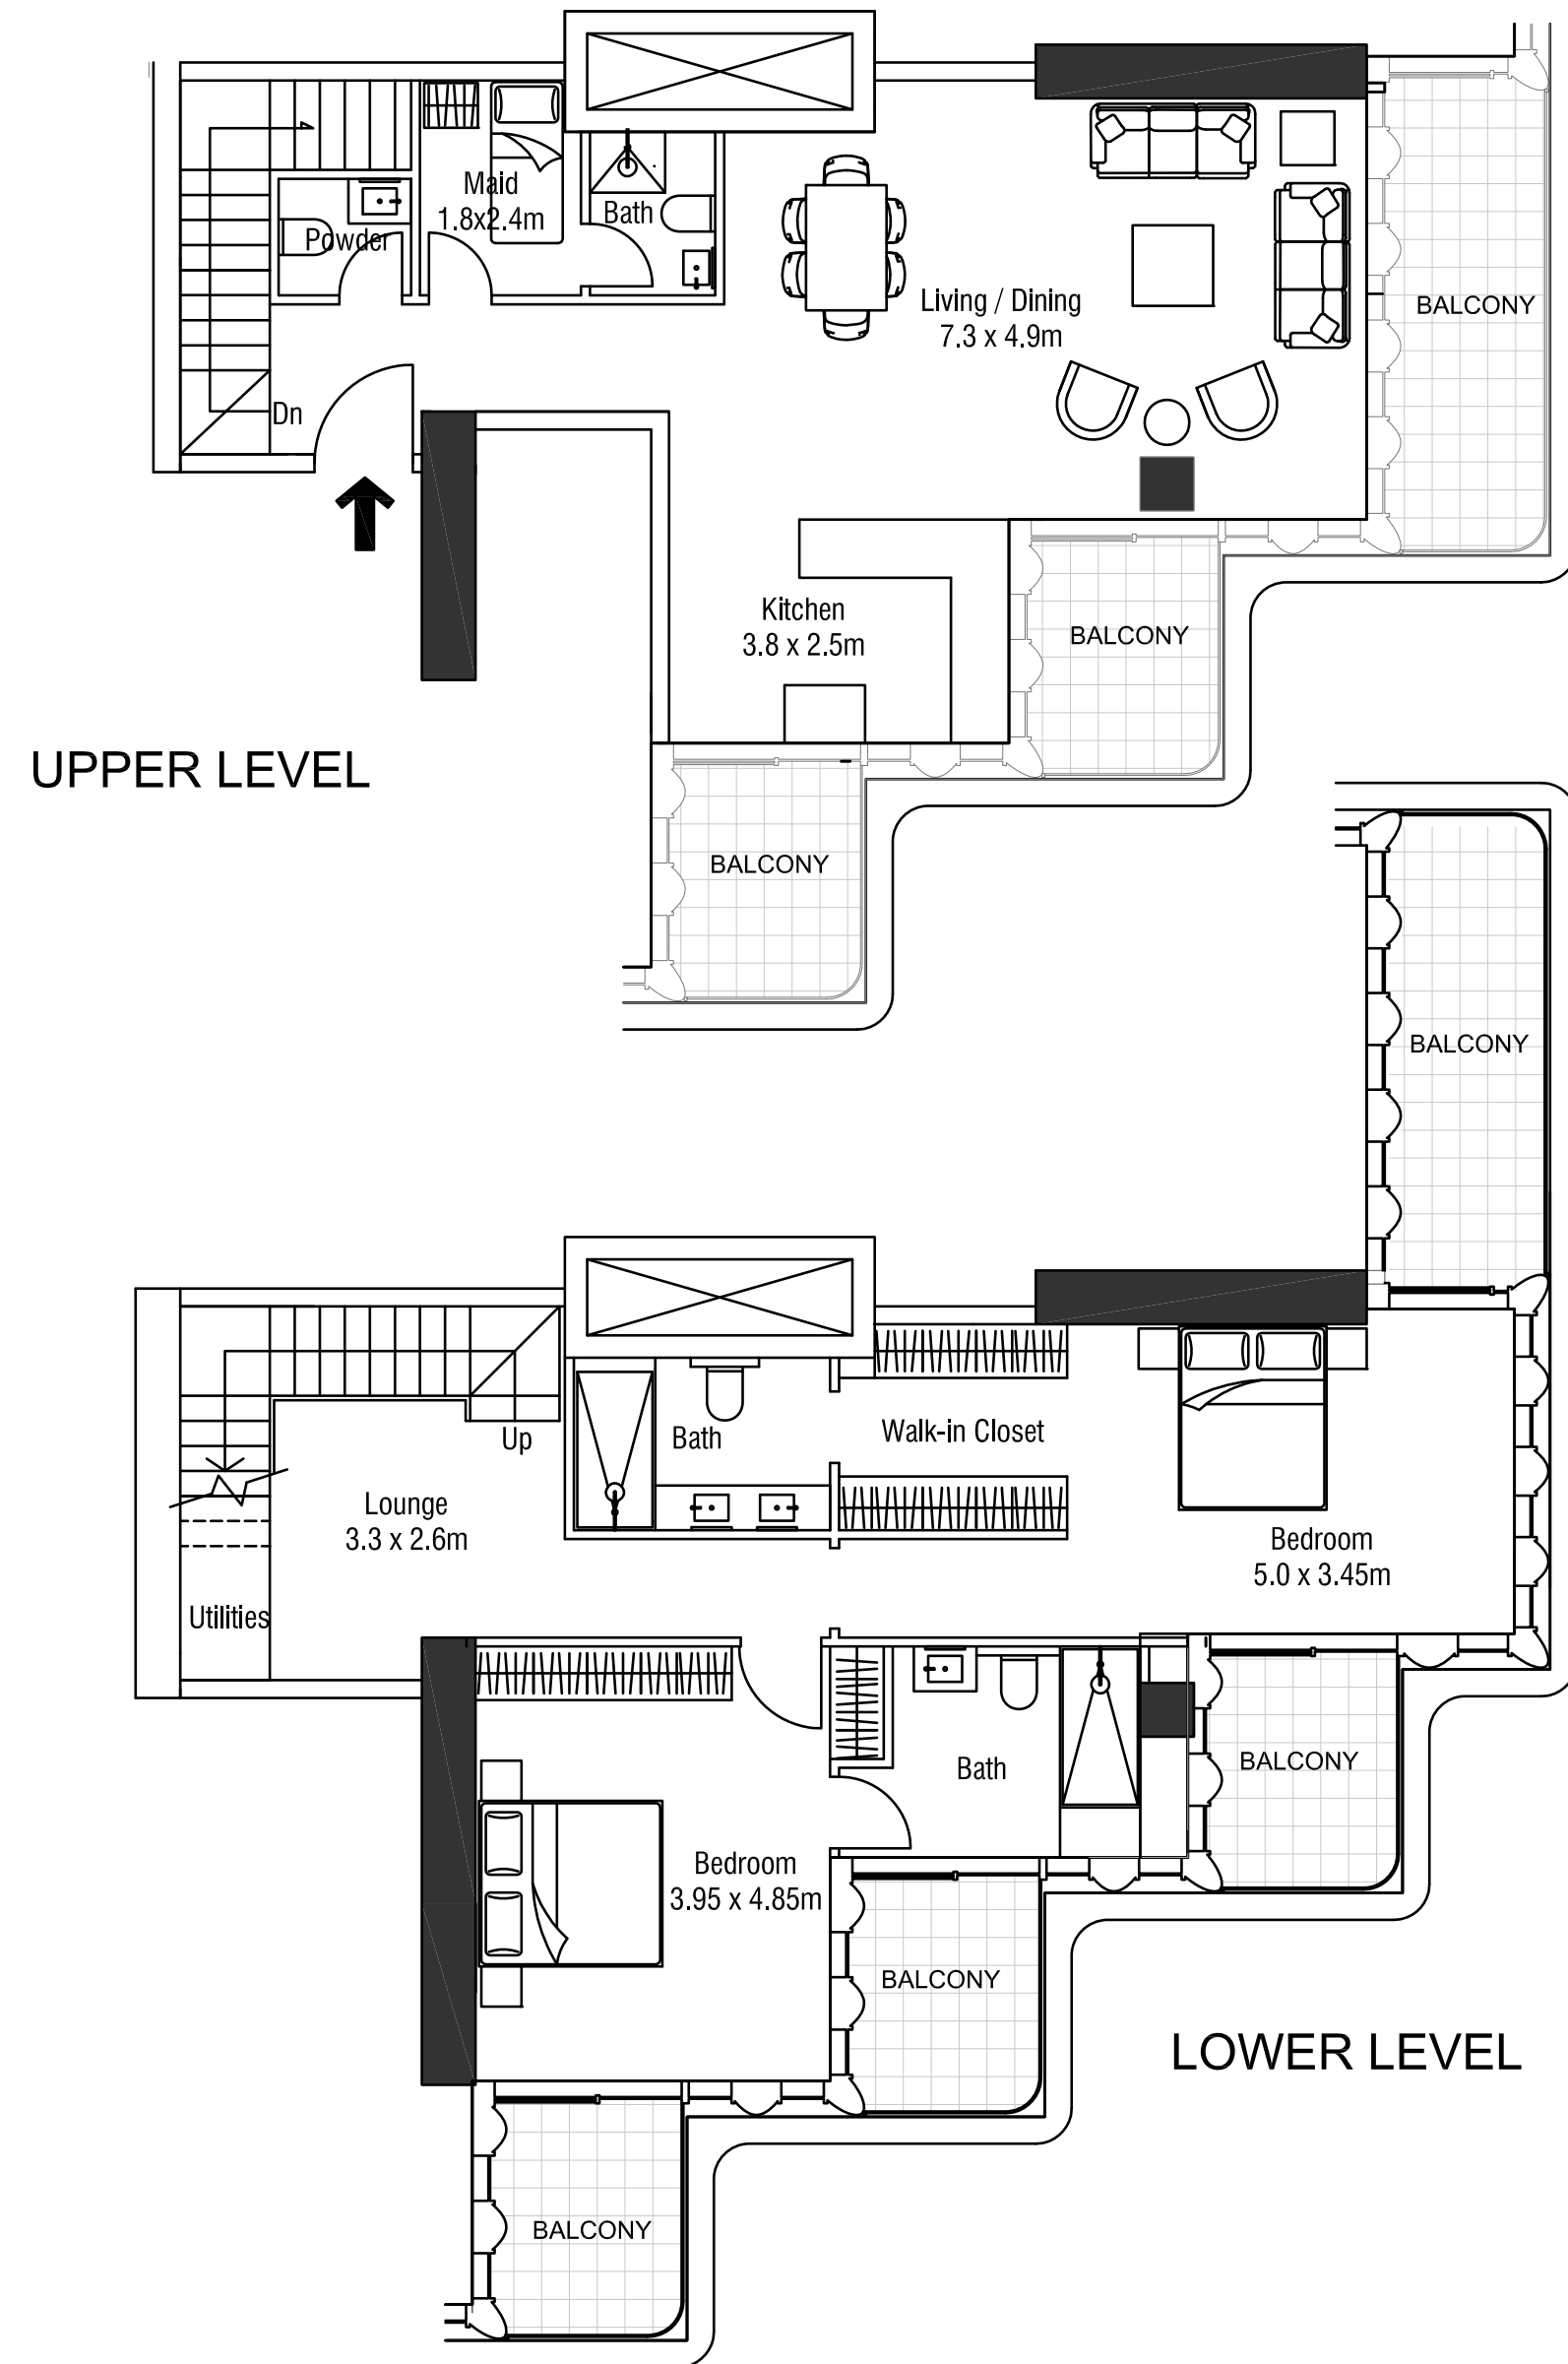 Maid
1.8x2.4m
Bath
Powder
Living / Dining
7.3 x 4.9m
BALCONY
Dn
Kitchen
3.8 x 2.5m
BALCONY
UPPER LEVEL
BALCONY
BALCONY
Walk-in Closet
Bath
Up
Lounge
3.3 x 2.6m
Bedroom
5.0 x 3.45m
Utilities
BALCONY
Bath
Bedroom
3.95 x 4.85m
BALCONY
LOWER LEVEL
BALCONY